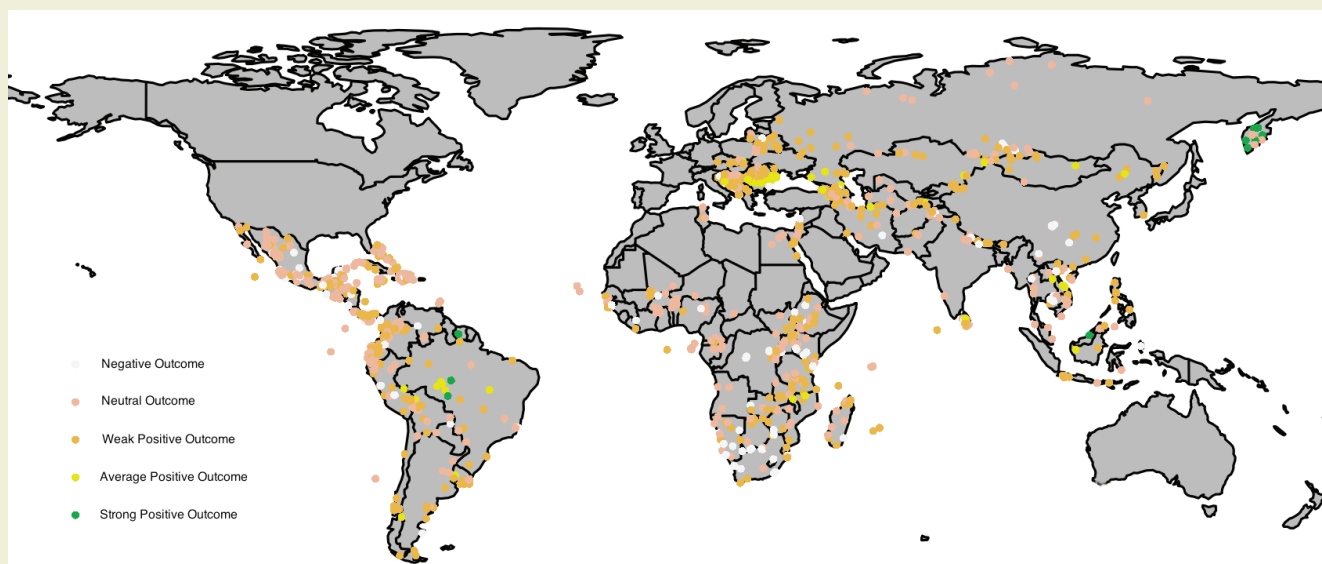 Negative Outcome
Neutral Outcome
Weak Positive Outcome
Average Positive Outcome
Strong Positive Outcome